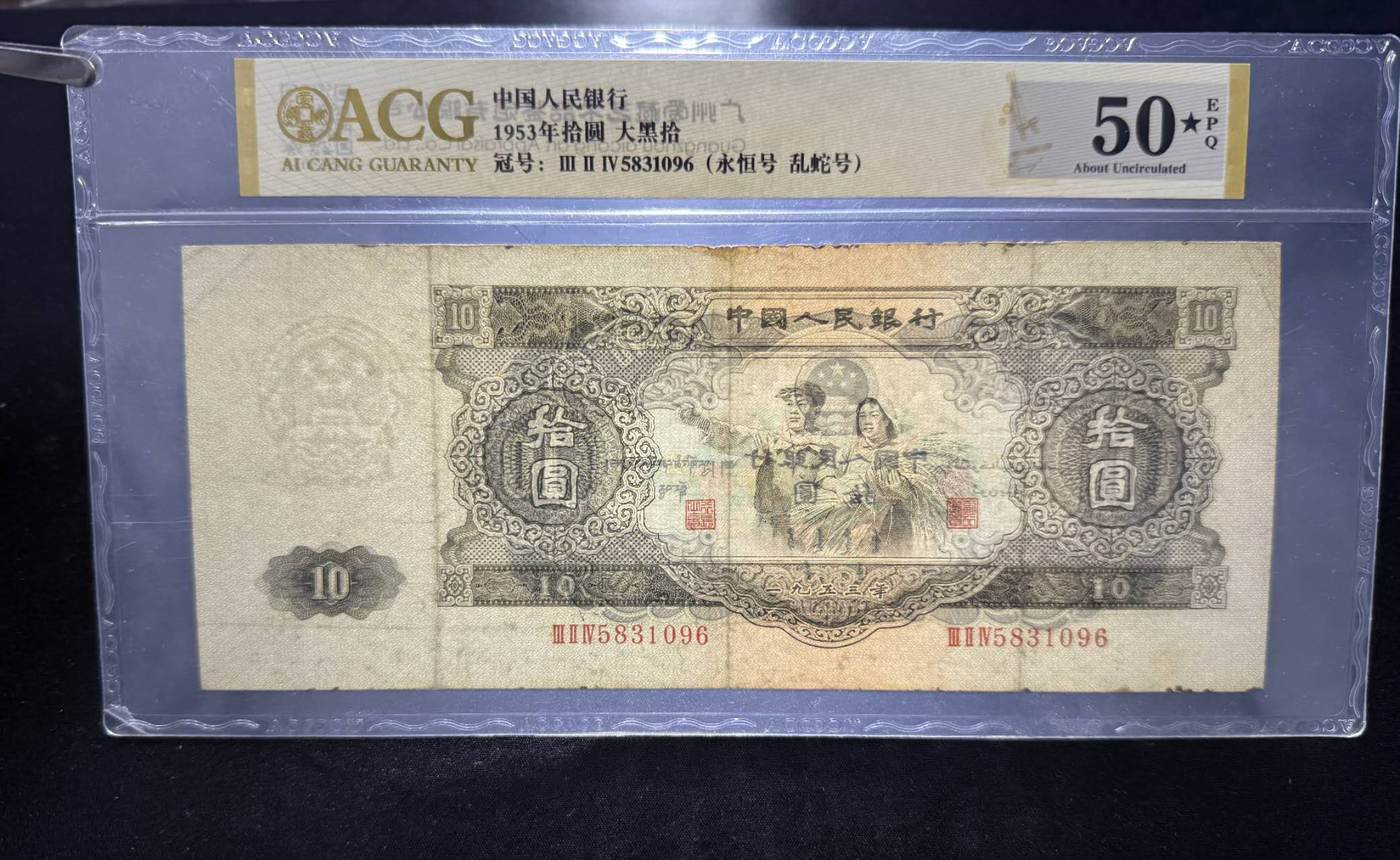 ACG
AI CANG GUARANTY
中国人民银行
1953年拾圆 大黑拾
冠号：Ⅲ Ⅱ Ⅳ 5831096（永恒号 乱蛇号）
50★
EPQ
About Uncirculated
10
中國人民銀行
10
拾圓
拾圓
10
10
一九五三年
10
ⅢⅡⅣ5831096
ⅢⅡⅣ5831096